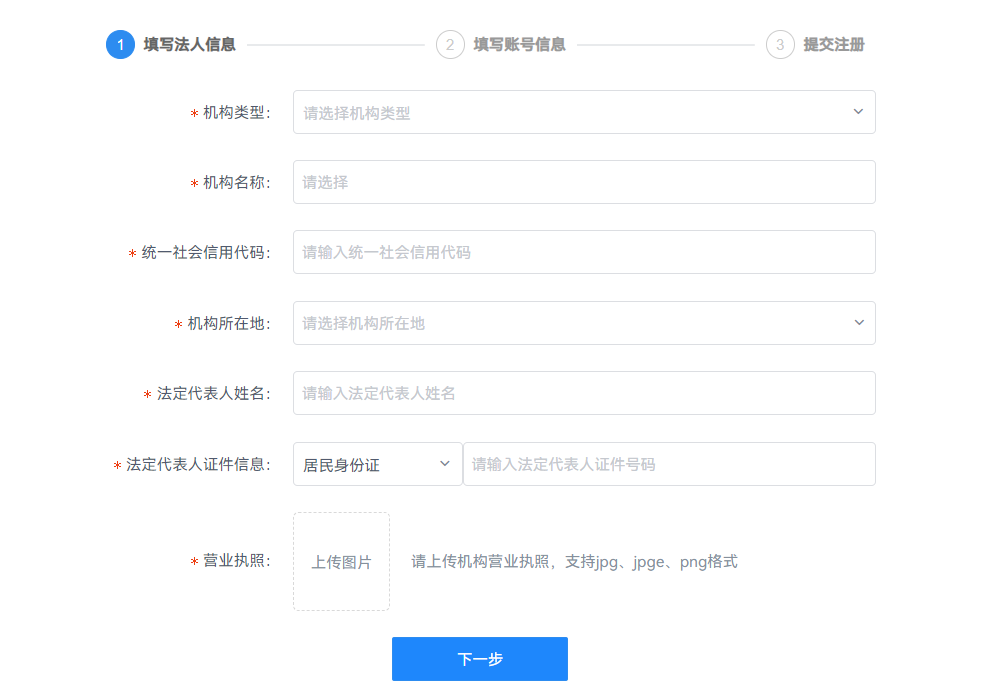 1 填写法人信息 2 填写账号信息 3 提交注册
* 机构类型： 请选择机构类型
* 机构名称： 请选择
* 统一社会信用代码： 请输入统一社会信用代码
* 机构所在地： 请选择机构所在地
* 法定代表人姓名： 请输入法定代表人姓名
* 法定代表人证件信息： 居民身份证 请输入法定代表人证件号码
* 营业执照： 上传图片 请上传机构营业执照，支持jpg、jpge、png格式
下一步